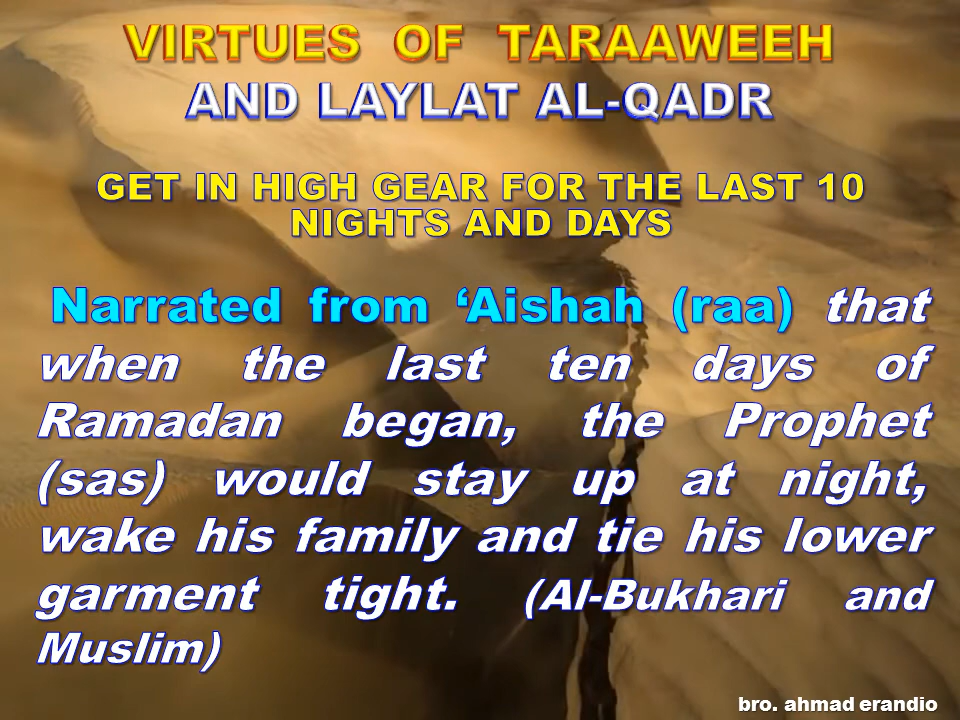 VIRTUES OF TARAAWEEH
AND LAYLAT AL-QADR
GET IN HIGH GEAR FOR THE LAST 10
NIGHTS AND DAYS
Narrated from ‘Aishah (raa) that
when the last ten days of
Ramadan began, the Prophet
(sas) would stay up at night,
wake his family and tie his lower
garment tight. (Al-Bukhari and
Muslim)
bro. ahmad erandio